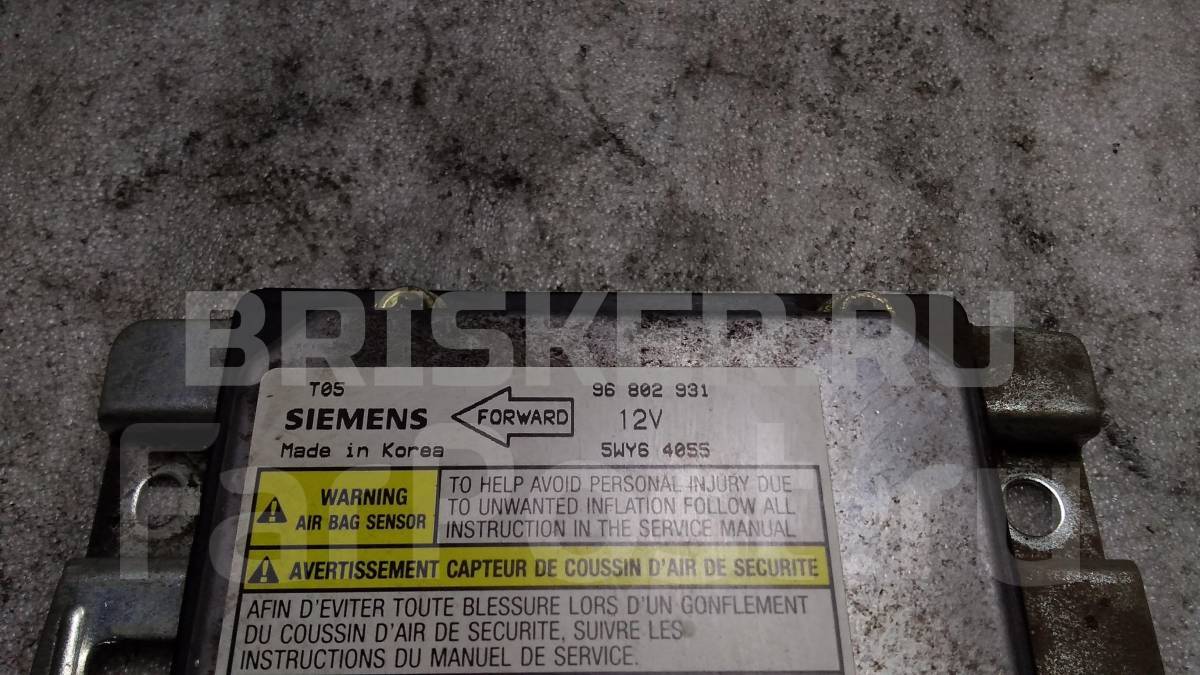 BRISKER.RU
T05
96 802 931
SIEMENS
FORWARD
12V
Made in Korea
5WY6 4055
WARNING
AIR BAG SENSOR
TO HELP AVOID PERSONAL INJURY DUE
TO UNWANTED INFLATION FOLLOW ALL
INSTRUCTION IN THE SERVICE MANUAL
AVERTISSEMENT CAPTEUR DE COUSSIN D'AIR DE SECURITE
AFIN D'EVITER TOUTE BLESSURE LORS D'UN GONFLEMENT
DU COUSSIN D'AIR DE SECURITE, SUIVRE LES
INSTRUCTIONS DU MANUEL DE SERVICE.